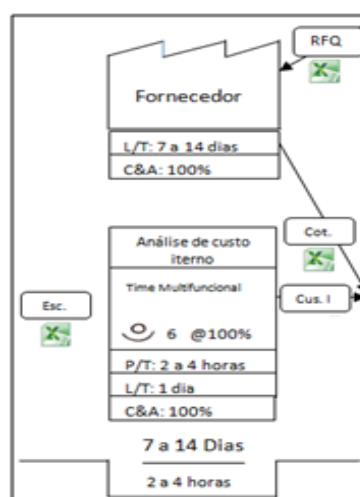 RFQ
Fornecedor
L/T: 7 a 14 dias
C&A: 100%
Cot.
Análise de custo
iterno
Time Multifuncional
Cus. I
Esc.
6 @100%
P/T: 2 a 4 horas
L/T: 1 dia
C&A: 100%
7 a 14 Dias
2 a 4 horas